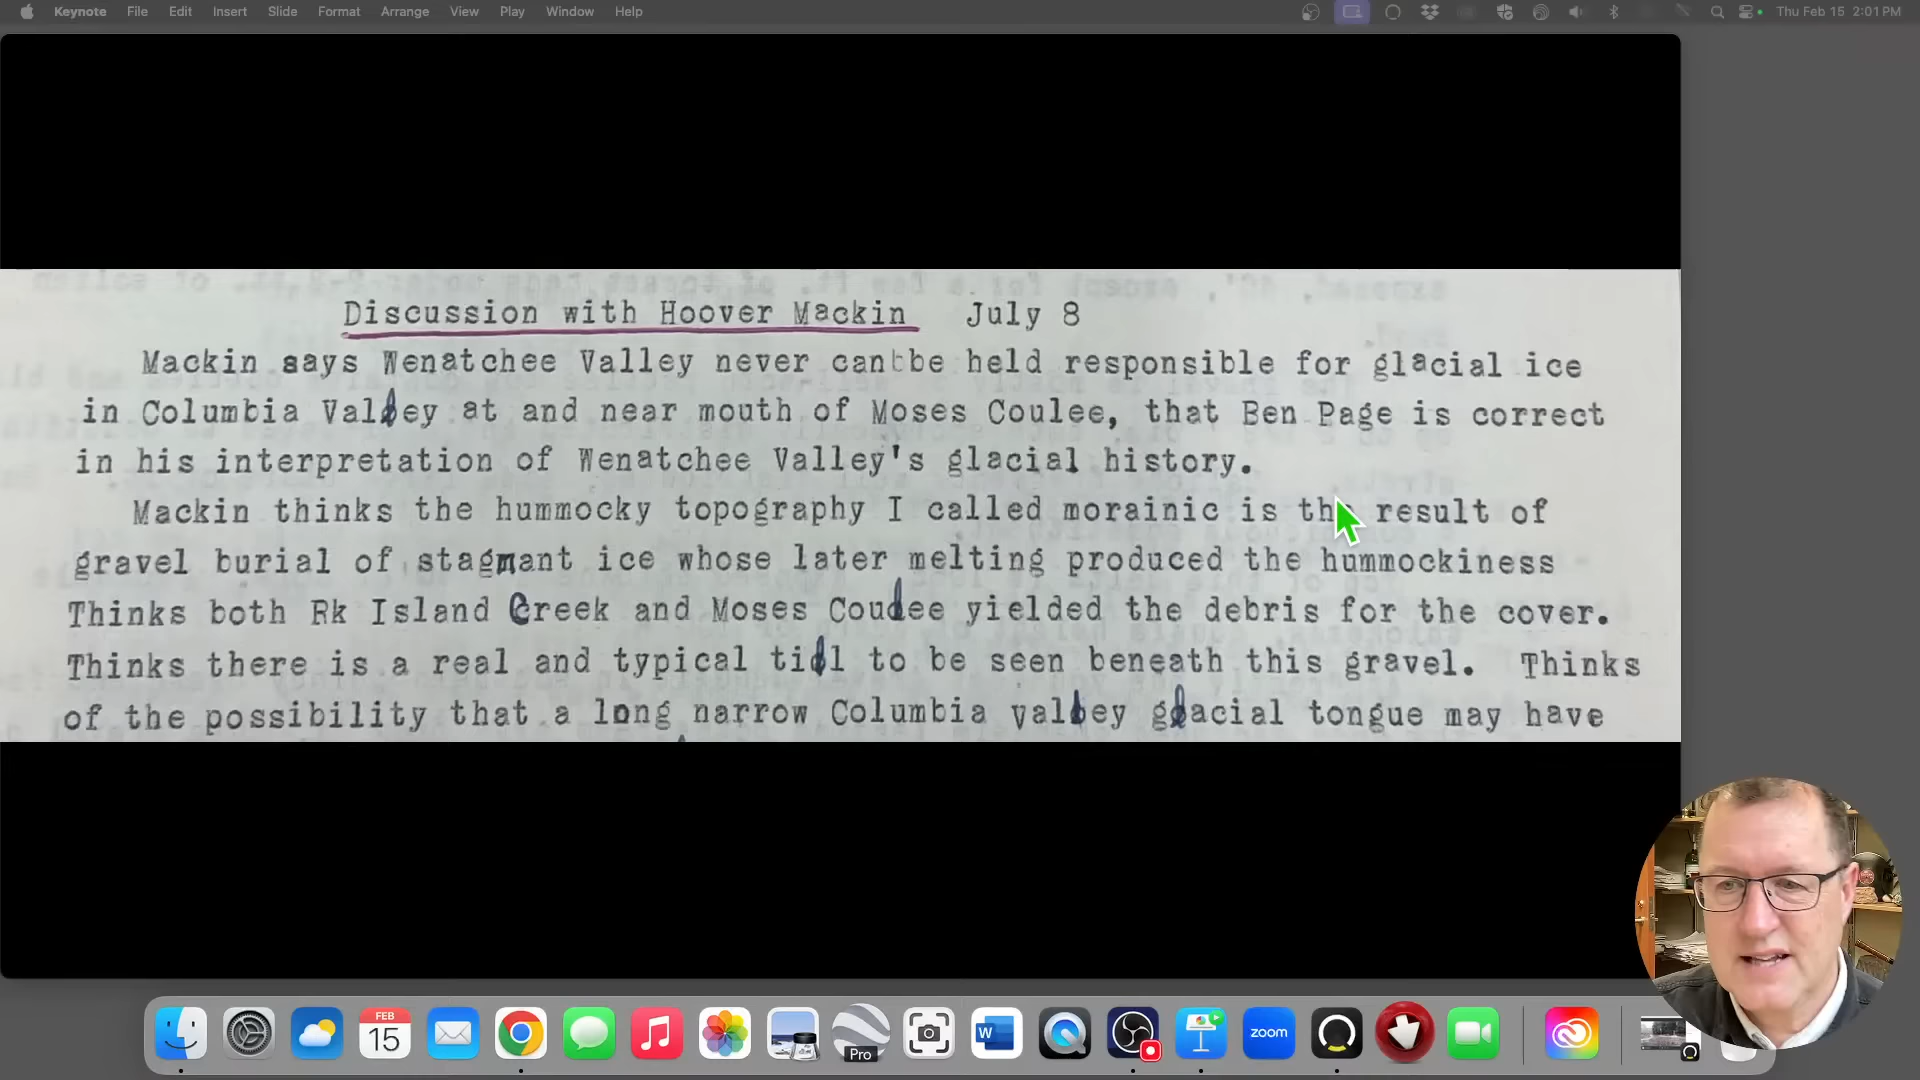 Keynote File Edit Insert Slide Format Arrange View Play Window Help Thu Feb 15 2:01 PM
Discussion with Hoover Mackin July 8
Mackin says Wenatchee Valley never cantbe held responsible for glacial ice
in Columbia Valley at and near mouth of Moses Coulee, that Ben Page is correct
in his interpretation of Wenatchee Valley's glacial history.
Mackin thinks the hummocky topography I called morainic is the result of
gravel burial of stagnant ice whose later melting produced the hummockiness
Thinks both Rk Island Creek and Moses Coulee yielded the debris for the cover.
Thinks there is a real and typical till to be seen beneath this gravel. Thinks
of the possibility that a long narrow Columbia valley glacial tongue may have
FEB
15
Pro
W
zoom